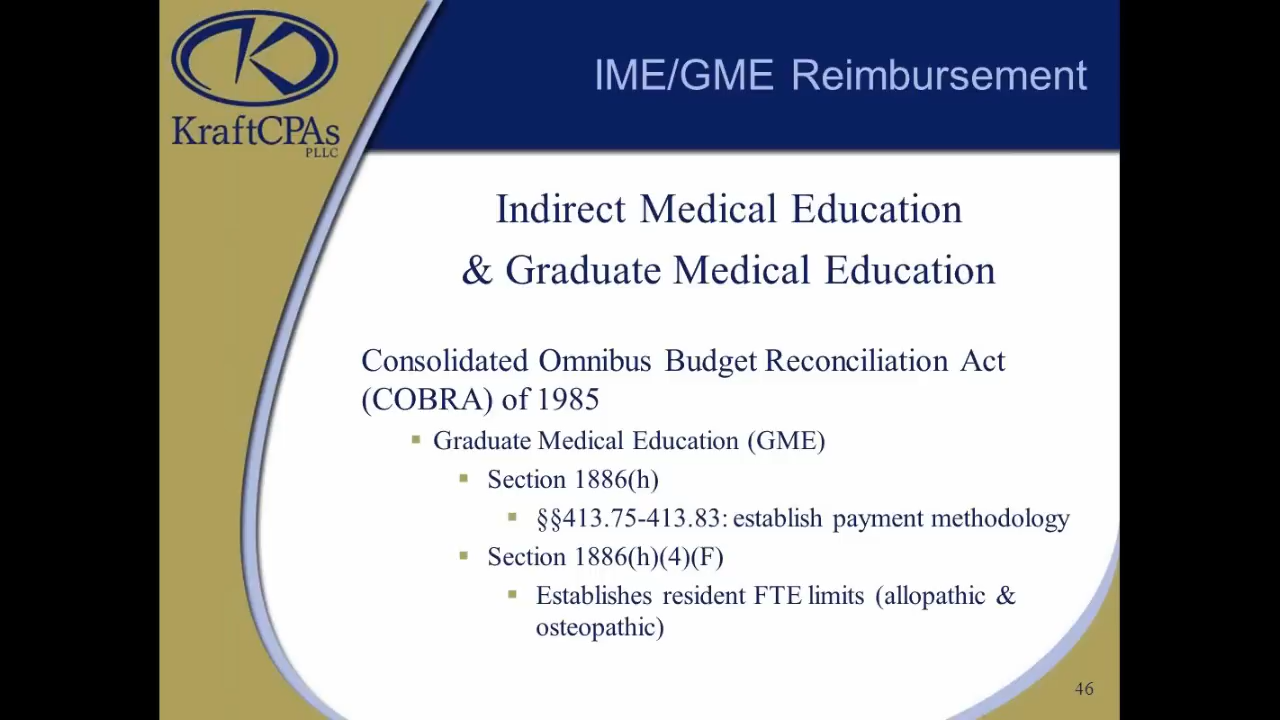 KraftCPAs
PLLC
IME/GME Reimbursement
Indirect Medical Education
& Graduate Medical Education
Consolidated Omnibus Budget Reconciliation Act
(COBRA) of 1985
▪ Graduate Medical Education (GME)
▪ Section 1886(h)
▪ §§413.75-413.83: establish payment methodology
▪ Section 1886(h)(4)(F)
▪ Establishes resident FTE limits (allopathic &
osteopathic)
46